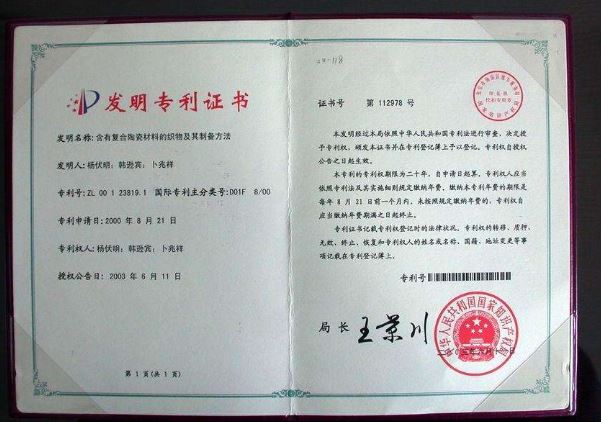 发明专利证书
发明名称: 含有复合陶瓷材料的织物及其制备方法
发明人: 杨伏明; 韩逊宾; 卜兆祥
专利号: ZL 00 1 23819.1 国际专利主分类号: D01F 8/00
专利申请日: 2000 年 8 月 21 日
专利权人: 杨伏明; 韩逊宾; 卜兆祥
授权公告日: 2003 年 6 月 11 日
第 1 页(共 1 页)
证书号 第 112978 号
本发明经过本局依照中华人民共和国专利法进行审查,决定授
予专利权,颁发本证书并在专利登记簿上予以登记。专利权自授权
公告之日起生效。
本专利的专利权期限为二十年,自申请日起算。专利权人应当
依照专利法及其实施细则规定缴纳年费。缴纳本专利年费的期限是
每年 8 月 21 日前一个月内。未按照规定缴纳年费的,专利权自
应当缴纳年费期满之日起终止。
专利证书记载专利权登记时的法律状况。专利权的转移、质押、
无效、终止、恢复和专利权人的姓名或名称、国籍、地址变更等事
项记载在专利登记簿上。
专利号
局长 王景川
中华人民共和国国家知识产权局